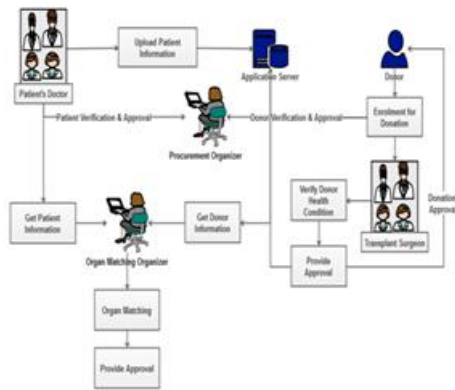 Upload Patient
Information
Application Server
Donor
Patient's Doctor
Patient Verification & Approval
Donor Verification & Approval
Enrolment for
Donation
Procurement Organizer
Verify Donor
Health
Condition
Donation
Approval
Get Patient
Information
Get Donor
Information
Transplant Surgeon
Organ Matching Organizer
Provide
Approval
Organ Matching
Provide Approval